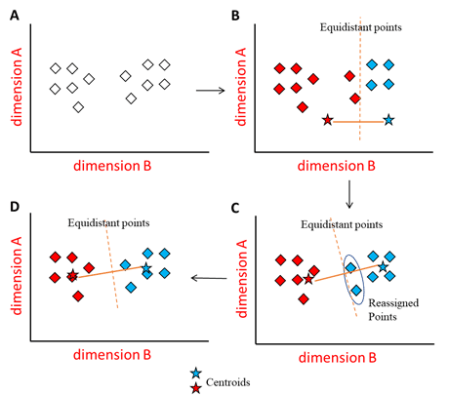 A
dimension A
dimension B
B
Equidistant points
dimension A
dimension B
D
Equidistant points
dimension A
dimension B
C
Equidistant points
dimension A
Reassigned
Points
dimension B
Centroids